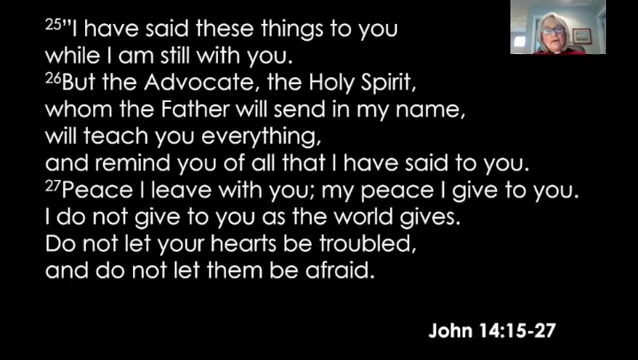 25"I have said these things to you
while I am still with you.
26But the Advocate, the Holy Spirit,
whom the Father will send in my name,
will teach you everything,
and remind you of all that I have said to you.
27Peace I leave with you; my peace I give to you.
I do not give to you as the world gives.
Do not let your hearts be troubled,
and do not let them be afraid.
John 14:15-27